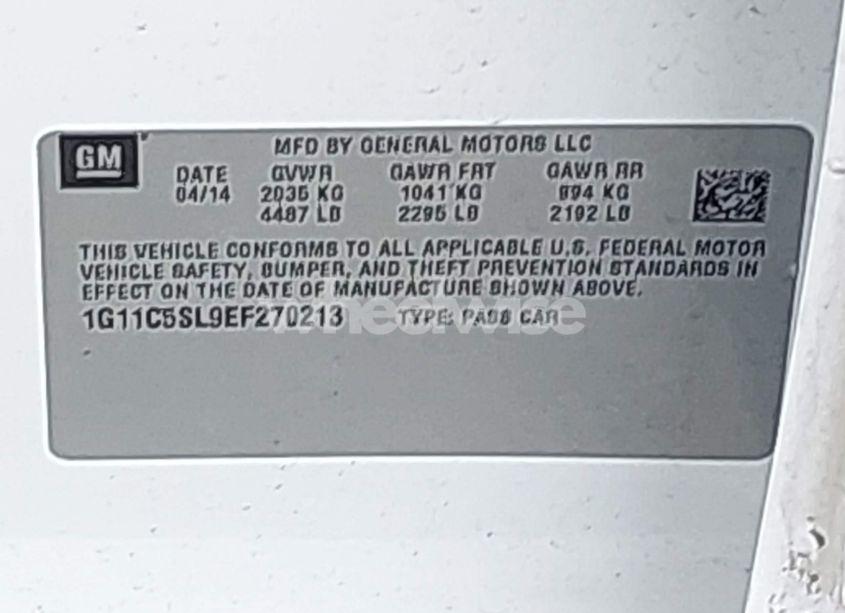 GM
MFD BY GENERAL MOTORS LLC
DATE GVWR GAWR FRT GAWR RR
04/14 2035 KG 1041 KG 994 KG
4487 LB 2295 LB 2192 LB
THIS VEHICLE CONFORMS TO ALL APPLICABLE U.S. FEDERAL MOTOR
VEHICLE SAFETY, BUMPER, AND THEFT PREVENTION STANDARDS IN
EFFECT ON THE DATE OF MANUFACTURE SHOWN ABOVE.
1G11C5SL9EF270213 TYPE: PASS CAR
wheelwise